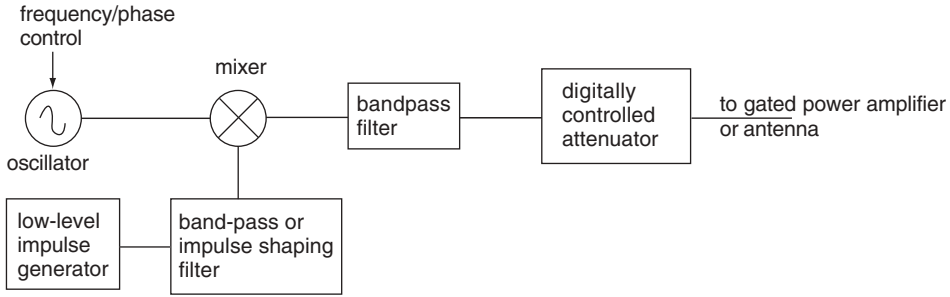 frequency/phase
control
mixer
oscillator
bandpass
filter
digitally
controlled
attenuator
to gated power amplifier
or antenna
low-level
impulse
generator
band-pass or
impulse shaping
filter